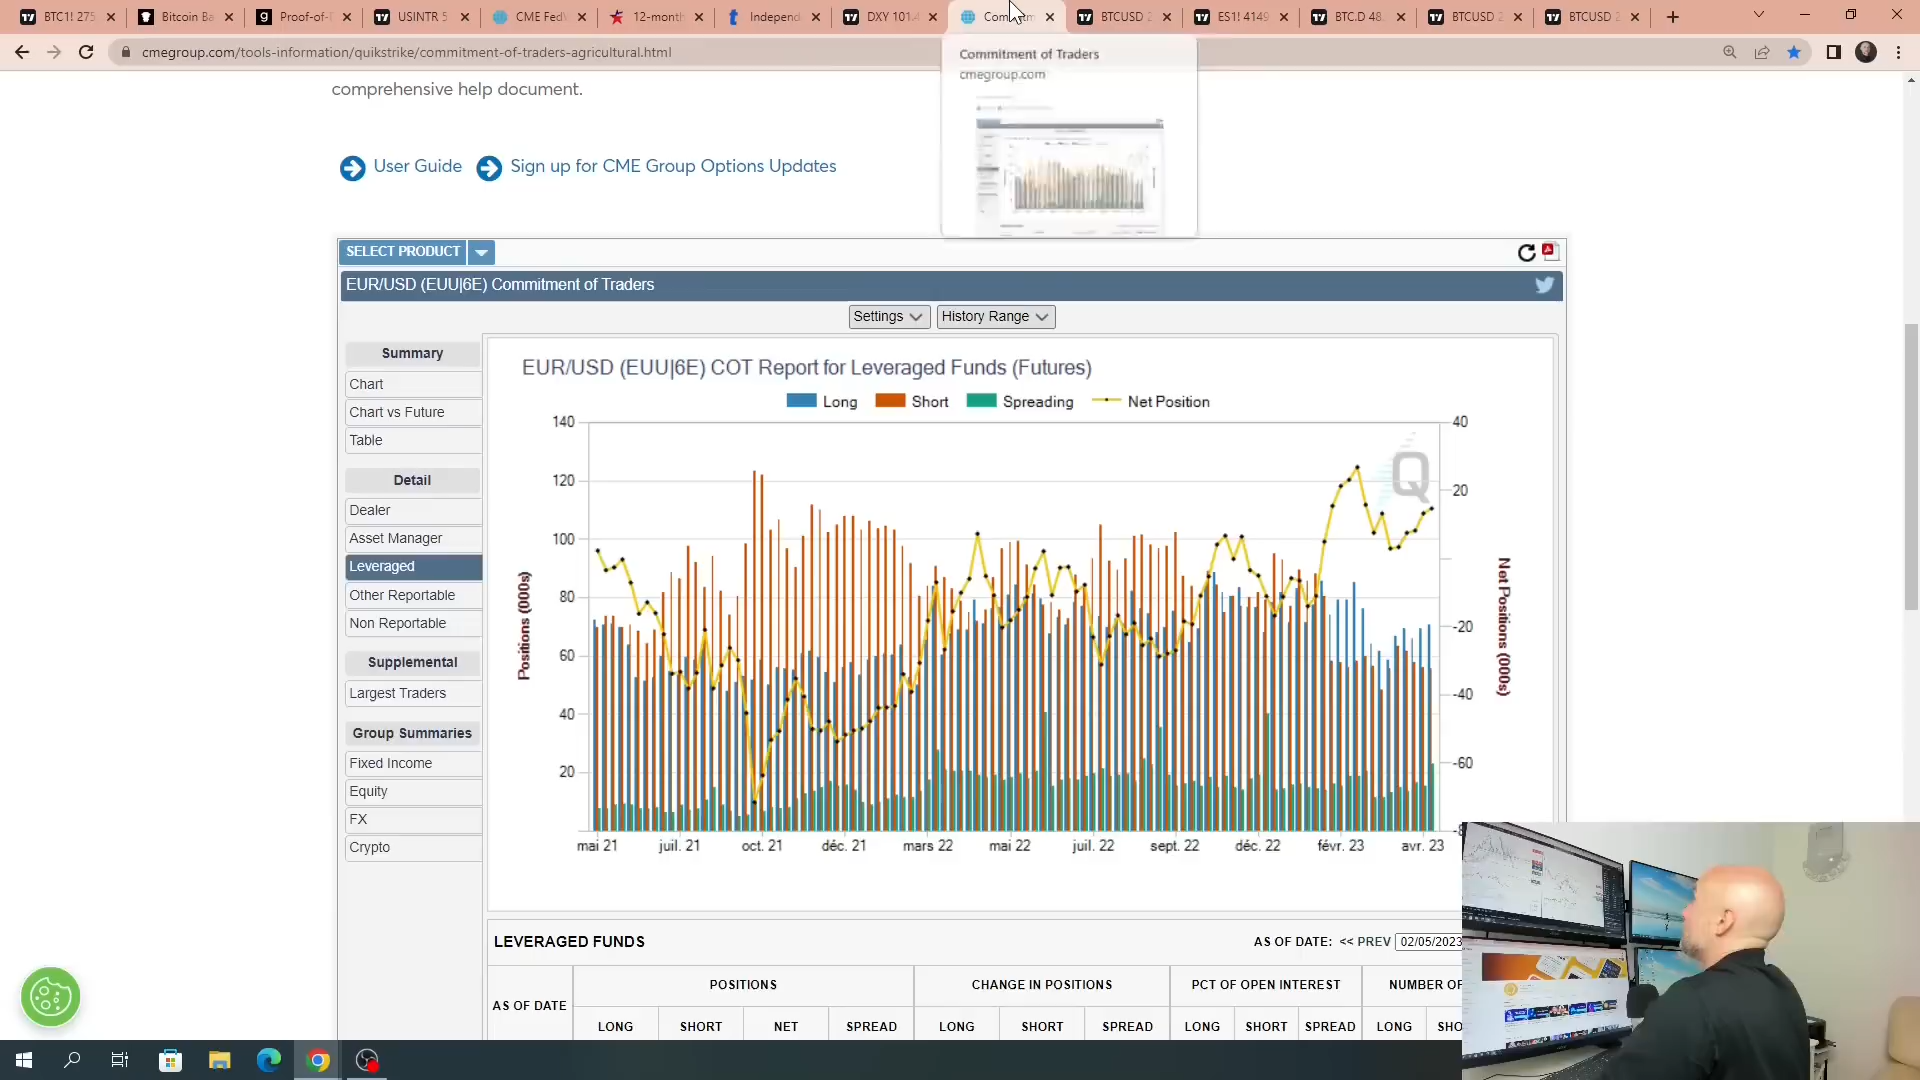 BTC1! 275
Bitcoin Ba
Proof-of-
USINTR 5
CME Fed
12-month
Independ
DXY 101.
Com
BTCUSD 2
ES1! 4149
BTC.D 48.
BTCUSD 2
BTCUSD 2
cmegroup.com/tools-information/quikstrike/commitment-of-traders-agricultural.html
Commitment of Traders
cmegroup.com
comprehensive help document.
User Guide
Sign up for CME Group Options Updates
SELECT PRODUCT
EUR/USD (EUU|6E) Commitment of Traders
Settings
History Range
Summary
Chart
Chart vs Future
Table
Detail
Dealer
Asset Manager
Leveraged
Other Reportable
Non Reportable
Supplemental
Largest Traders
Group Summaries
Fixed Income
Equity
FX
Crypto
EUR/USD (EUU|6E) COT Report for Leveraged Funds (Futures)
Long Short Spreading Net Position
140
120
100
80
60
40
20
Positions (000s)
40
20
-20
-40
-60
Net Positions (000s)
Q
mai 21 juil. 21 oct. 21 déc. 21 mars 22 mai 22 juil. 22 sept. 22 déc. 22 févr. 23 avr. 23
LEVERAGED FUNDS
AS OF DATE: << PREV 02/05/2023
AS OF DATE
POSITIONS CHANGE IN POSITIONS PCT OF OPEN INTEREST NUMBER OF
LONG SHORT NET SPREAD LONG SHORT SPREAD LONG SHORT SPREAD LONG SHO